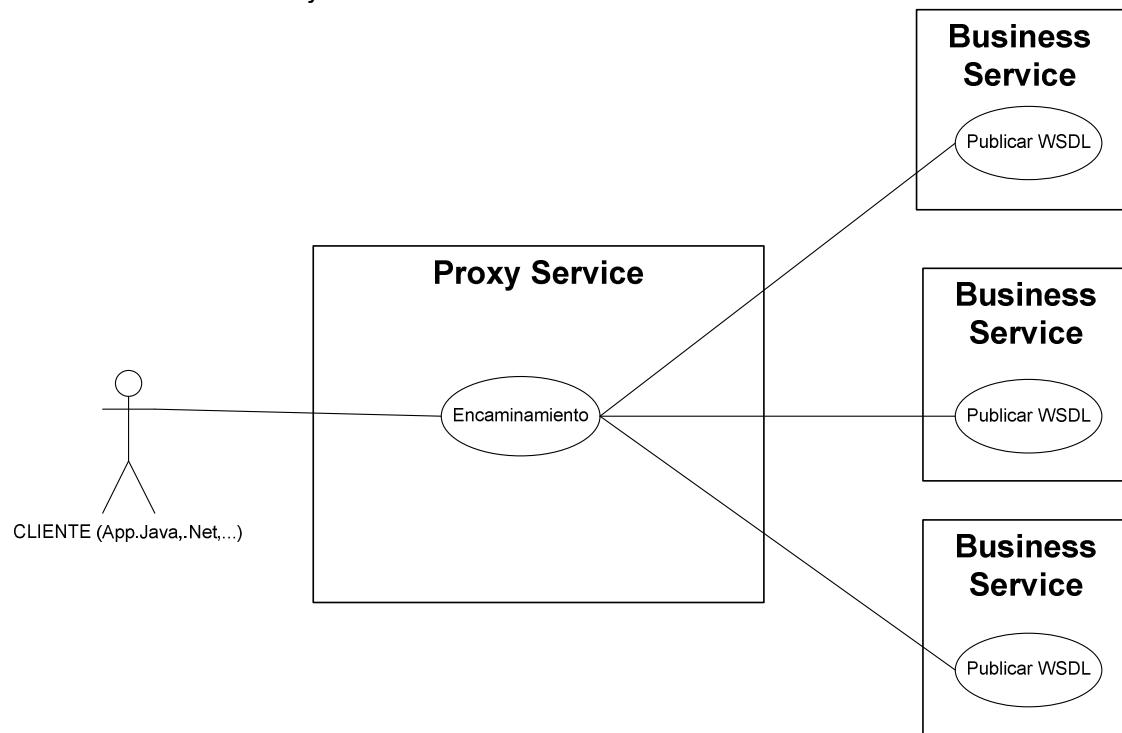 Business
Service
Publicar WSDL
Proxy Service
Encaminamiento
CLIENTE (App.Java,.Net,...)
Business
Service
Publicar WSDL
Business
Service
Publicar WSDL